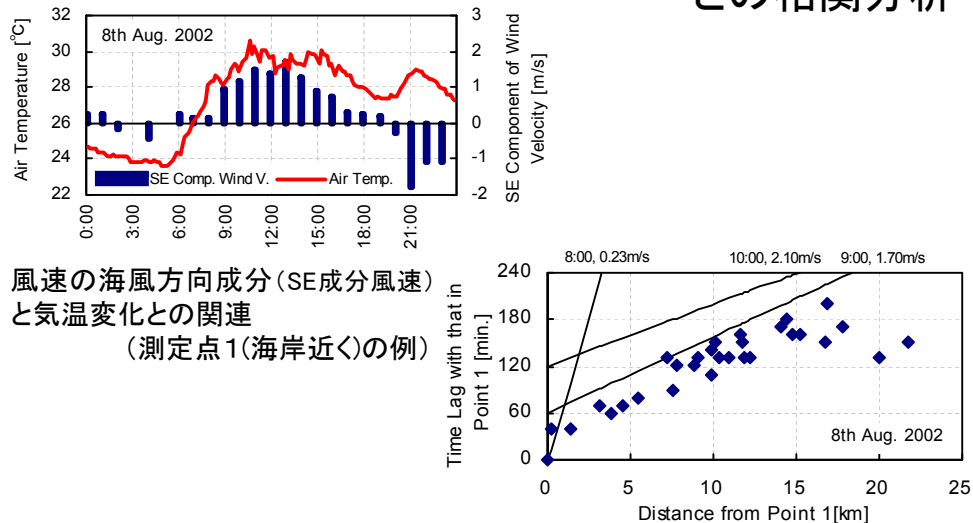 との相関分析
Air Temperature [°C]
32
30
28
26
24
22
8th Aug. 2002
SE Comp. Wind V.
Air Temp.
3
2
1
0
-1
-2
SE Component of Wind
Velocity [m/s]
0:00
3:00
6:00
9:00
12:00
15:00
18:00
21:00
風速の海風方向成分(SE成分風速)
と気温変化との関連
(測定点1(海岸近く)の例)
8:00, 0.23m/s
10:00, 2.10m/s
9:00, 1.70m/s
Time Lag with that in
Point 1 [min.]
240
180
120
60
0
8th Aug. 2002
0
5
10
15
20
25
Distance from Point 1[km]